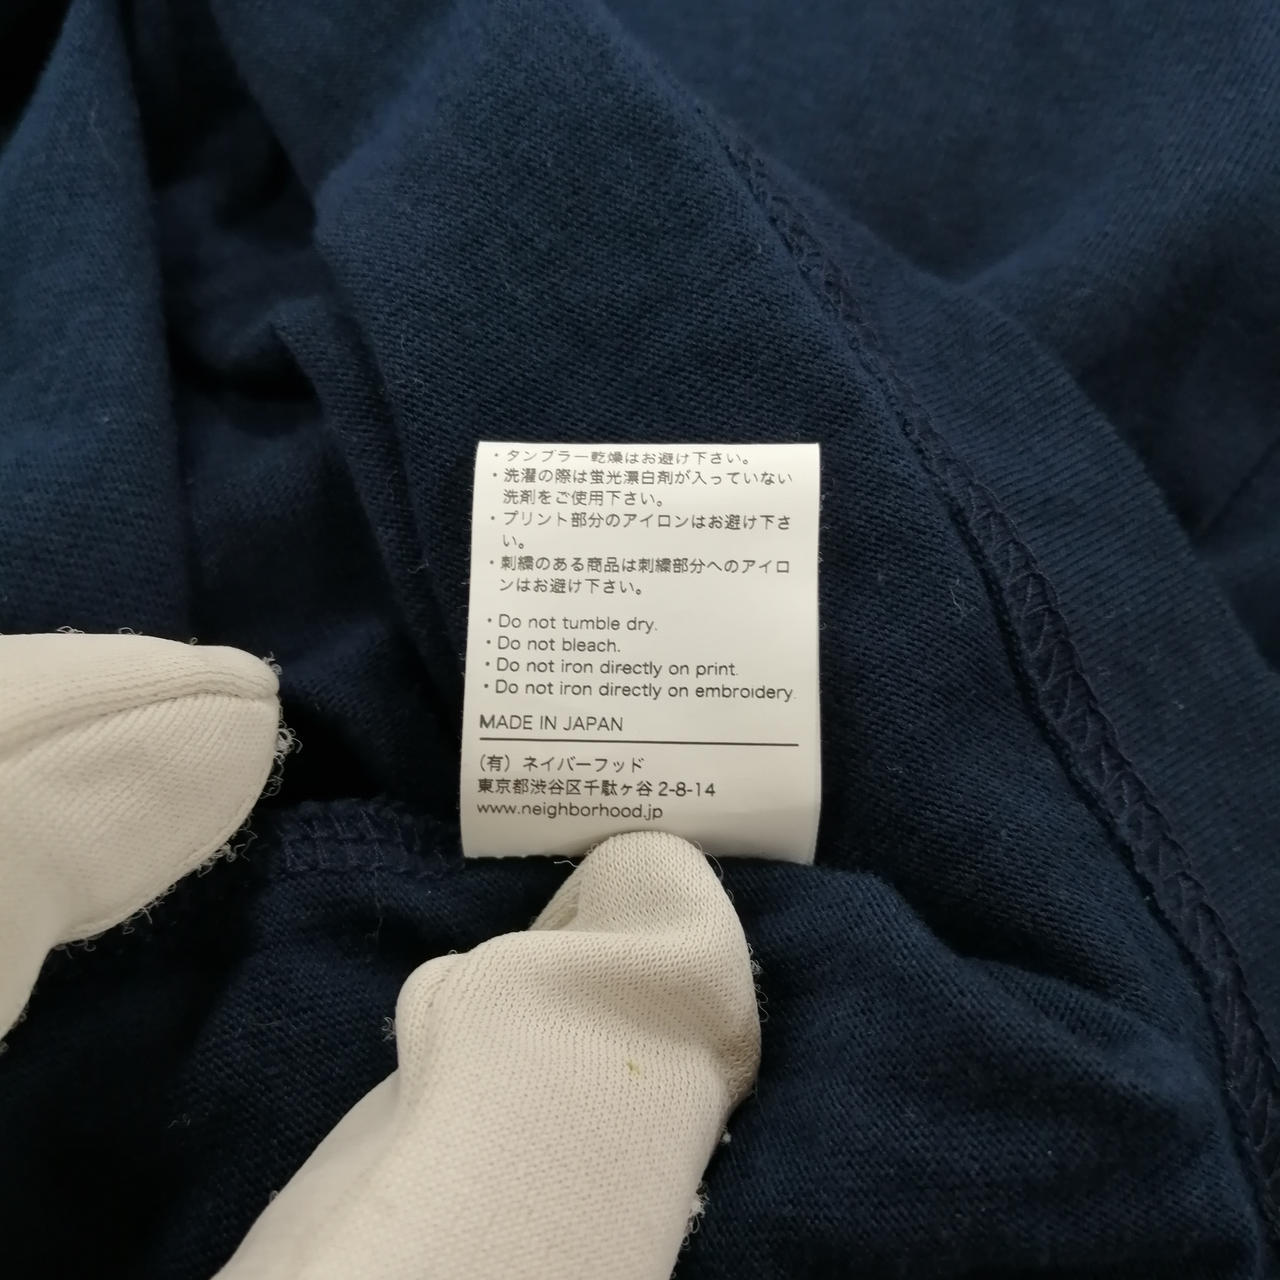 ・タンブラー乾燥はお避け下さい。
・洗濯の際は蛍光漂白剤が入っていない
洗剤をご使用下さい。
・プリント部分のアイロンはお避け下さ
い。
・刺繍のある商品は刺繍部分へのアイロ
ンはお避け下さい。
・Do not tumble dry.
・Do not bleach.
・Do not iron directly on print.
・Do not iron directly on embroidery.
MADE IN JAPAN
（有）ネイバーフッド
東京都渋谷区千駄ヶ谷 2-8-14
www.neighborhood.jp